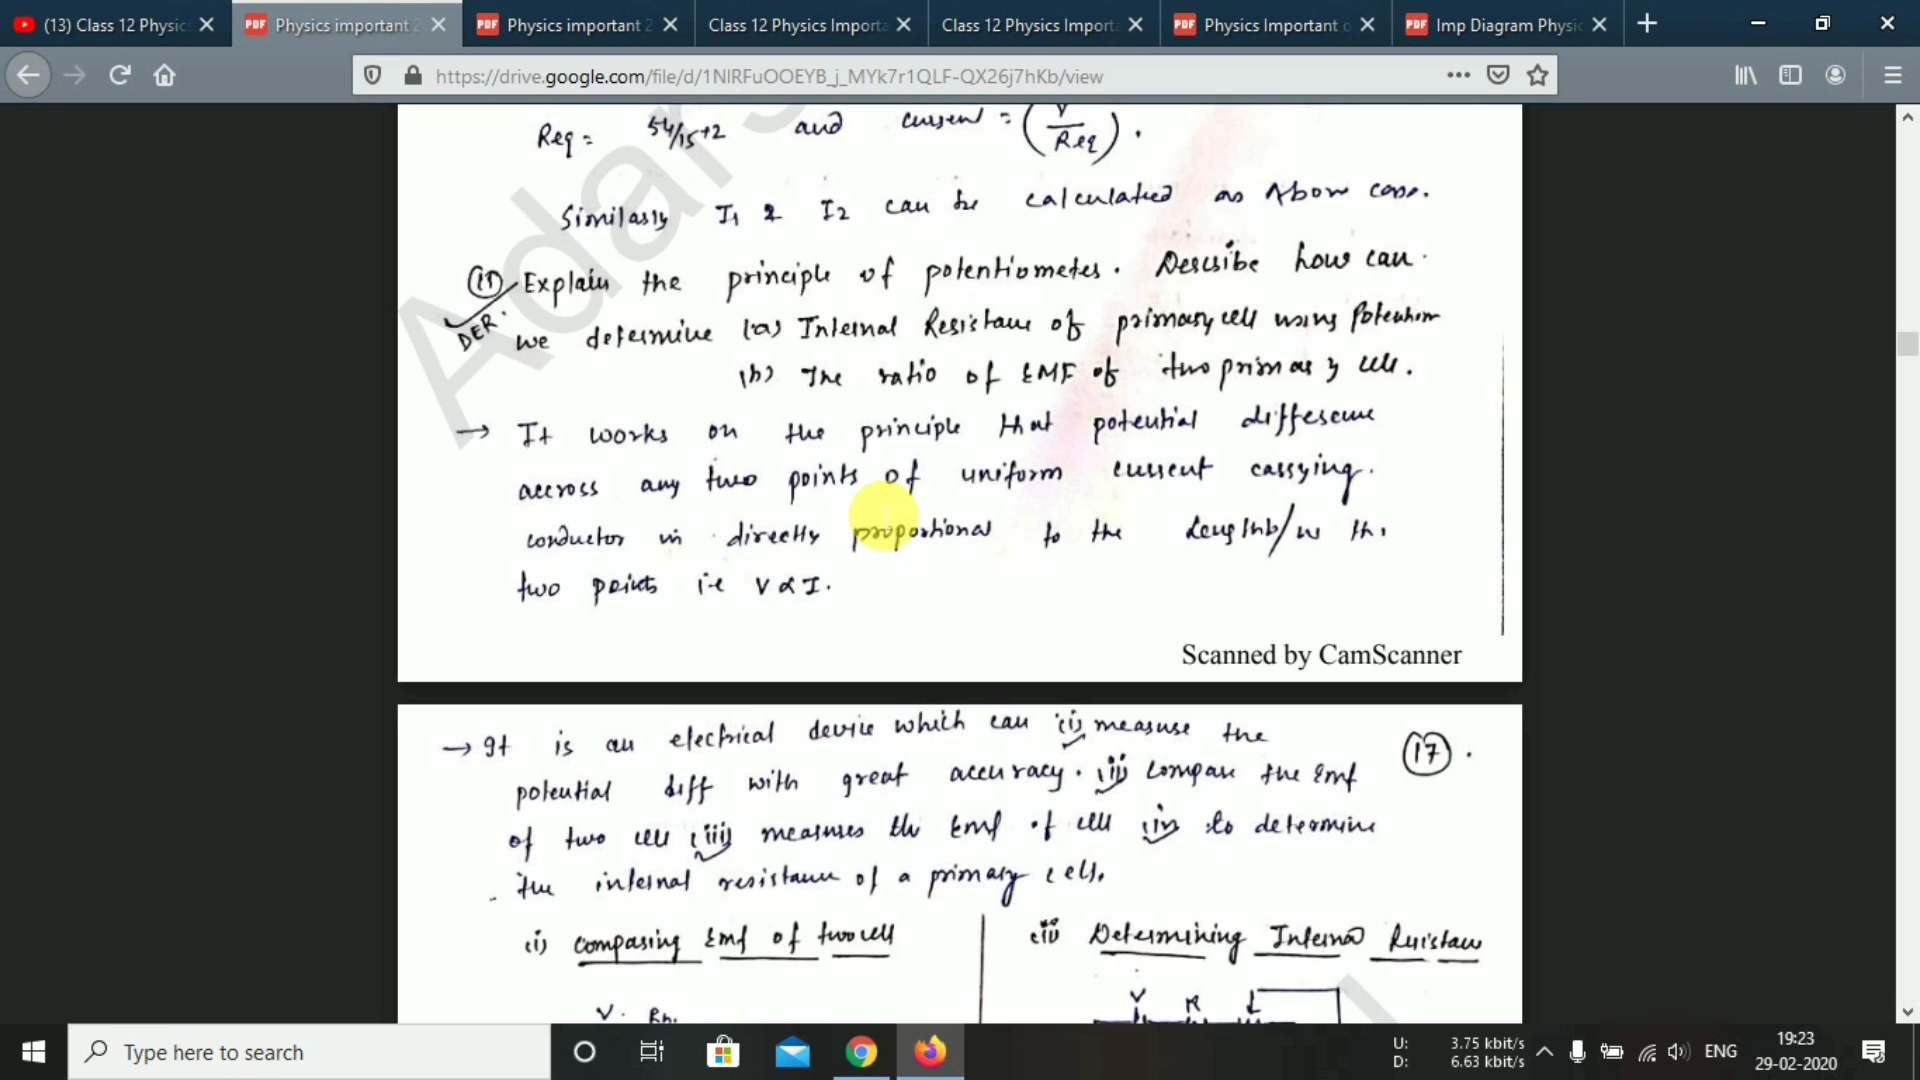 (13) Class 12 Physics
Physics important 2
Physics important 2
Class 12 Physics Importa
Class 12 Physics Importa
Physics Important o
Imp Diagram Physic
https://drive.google.com/file/d/1NIRFuOOEYB_j_MYk7r1QLF-QX26j7hKb/view
Req = 54/15+2 and current = (V/Req).
Similarly I1 & I2 can be calculated as Above case.
Explain the principle of potentiometer. Describe how can
DER. we determine (a) Internal Resistance of primary cell using Potentiom
(b) The ratio of EMF of two primary cell.
→ It works on the principle that potential difference
accross any two points of uniform current carrying
conductor is directly proportional to the length b/w the
two points i.e V α I.
Scanned by CamScanner
→ It is an electrical device which can (i) measure the
17
potential diff with great accuracy. (ii) Compare the Emf
of two cell (iii) measures the Emf of cell (iv) to determine
the internal resistance of a primary cells.
(i) Comparing Emf of two cell
(ii) Determining Internal Resistance
V. Rh.
V R
Adar
Type here to search
U: 3.75 kbit/s
D: 6.63 kbit/s
ENG
19:23
29-02-2020